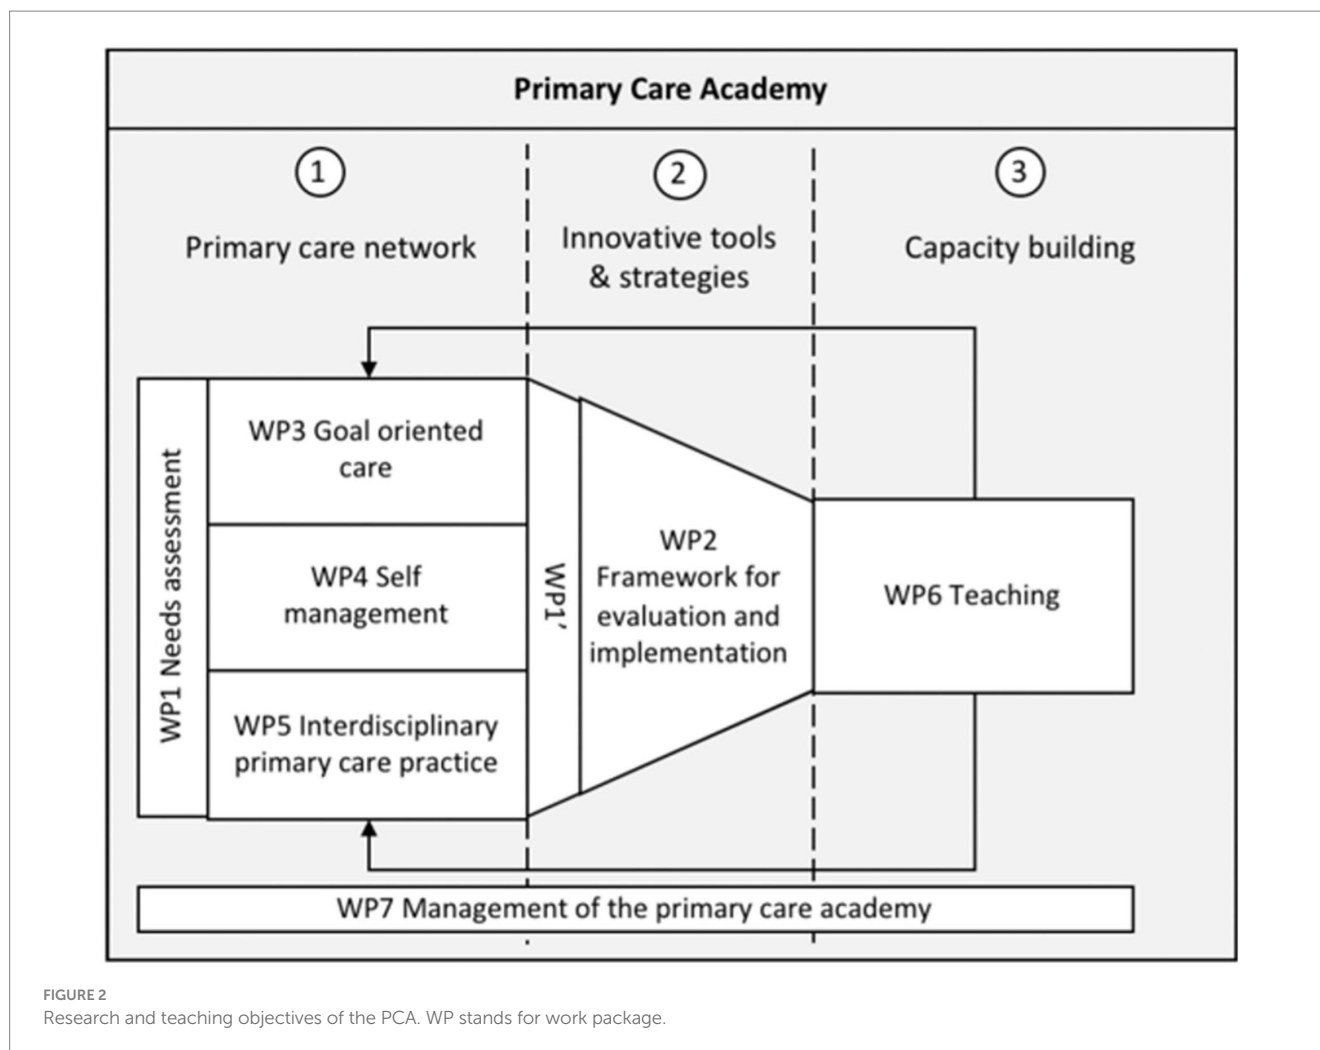 Primary Care Academy
1
Primary care network
2
Innovative tools
& strategies
3
Capacity building
WP1 Needs assessment
WP3 Goal oriented
care
WP4 Self
management
WP5 Interdisciplinary
primary care practice
WP1'
WP2
Framework for
evaluation and
implementation
WP6 Teaching
WP7 Management of the primary care academy
FIGURE 2
Research and teaching objectives of the PCA. WP stands for work package.